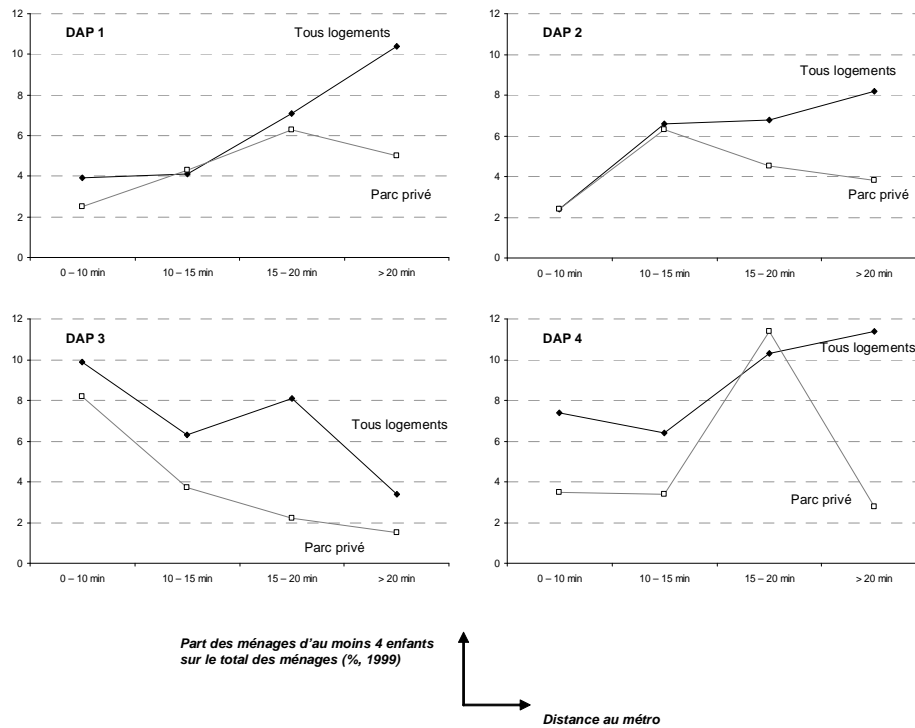 12
DAP 1
Tous logements
10
8
6
4
Parc privé
2
0
0 – 10 min
10 – 15 min
15 – 20 min
> 20 min
12
DAP 2
10
Tous logements
8
6
4
Parc privé
2
0
0 – 10 min
10 – 15 min
15 – 20 min
> 20 min
12
DAP 3
10
8
Tous logements
6
4
2
Parc privé
0
0 – 10 min
10 – 15 min
15 – 20 min
> 20 min
12
DAP 4
Tous logements
10
8
6
4
Parc privé
2
0
0 – 10 min
10 – 15 min
15 – 20 min
> 20 min
Part des ménages d'au moins 4 enfants
sur le total des ménages (%, 1999)
Distance au métro